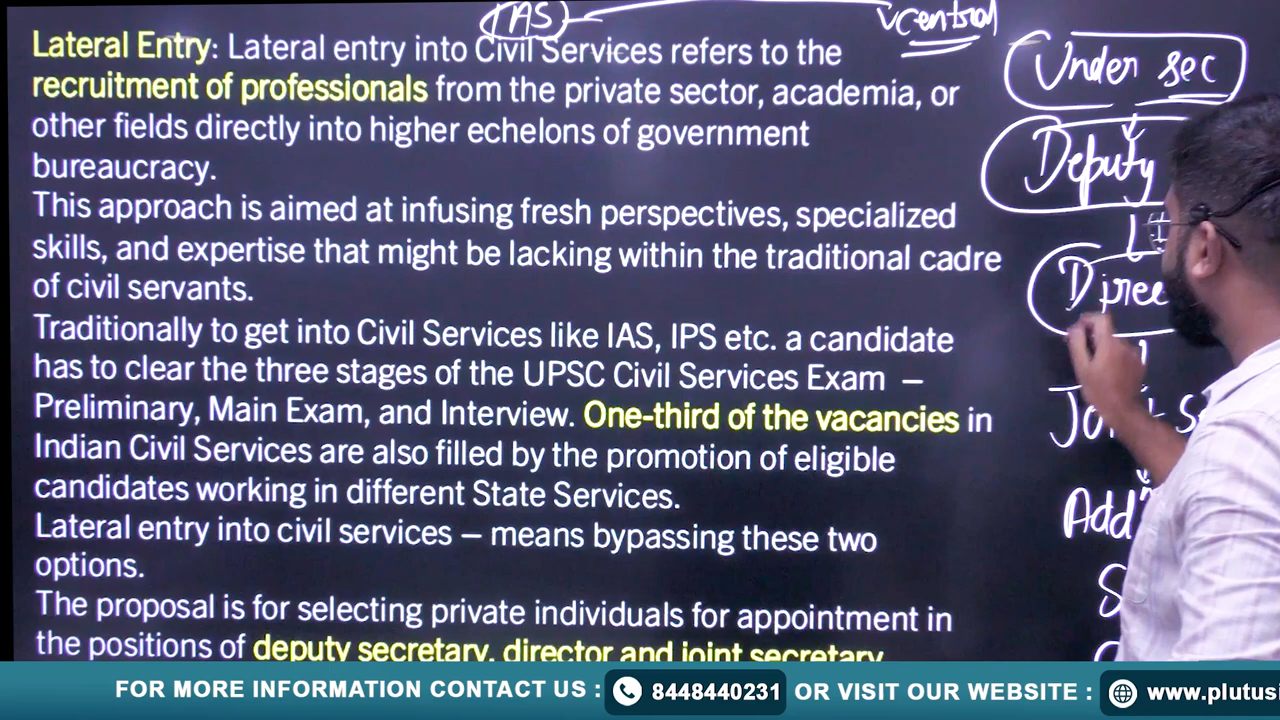 IAS
Central
Under sec
Deputy
Direc
Lateral Entry: Lateral entry into Civil Services refers to the
recruitment of professionals from the private sector, academia, or
other fields directly into higher echelons of government
bureaucracy.
This approach is aimed at infusing fresh perspectives, specialized
skills, and expertise that might be lacking within the traditional cadre
of civil servants.
Traditionally to get into Civil Services like IAS, IPS etc. a candidate
has to clear the three stages of the UPSC Civil Services Exam –
Preliminary, Main Exam, and Interview. One-third of the vacancies in
Indian Civil Services are also filled by the promotion of eligible
candidates working in different State Services.
Lateral entry into civil services – means bypassing these two
options.
The proposal is for selecting private individuals for appointment in
the positions of deputy secretary, director and joint secretary
Add
FOR MORE INFORMATION CONTACT US : 8448440231 OR VISIT OUR WEBSITE : www.plutusi